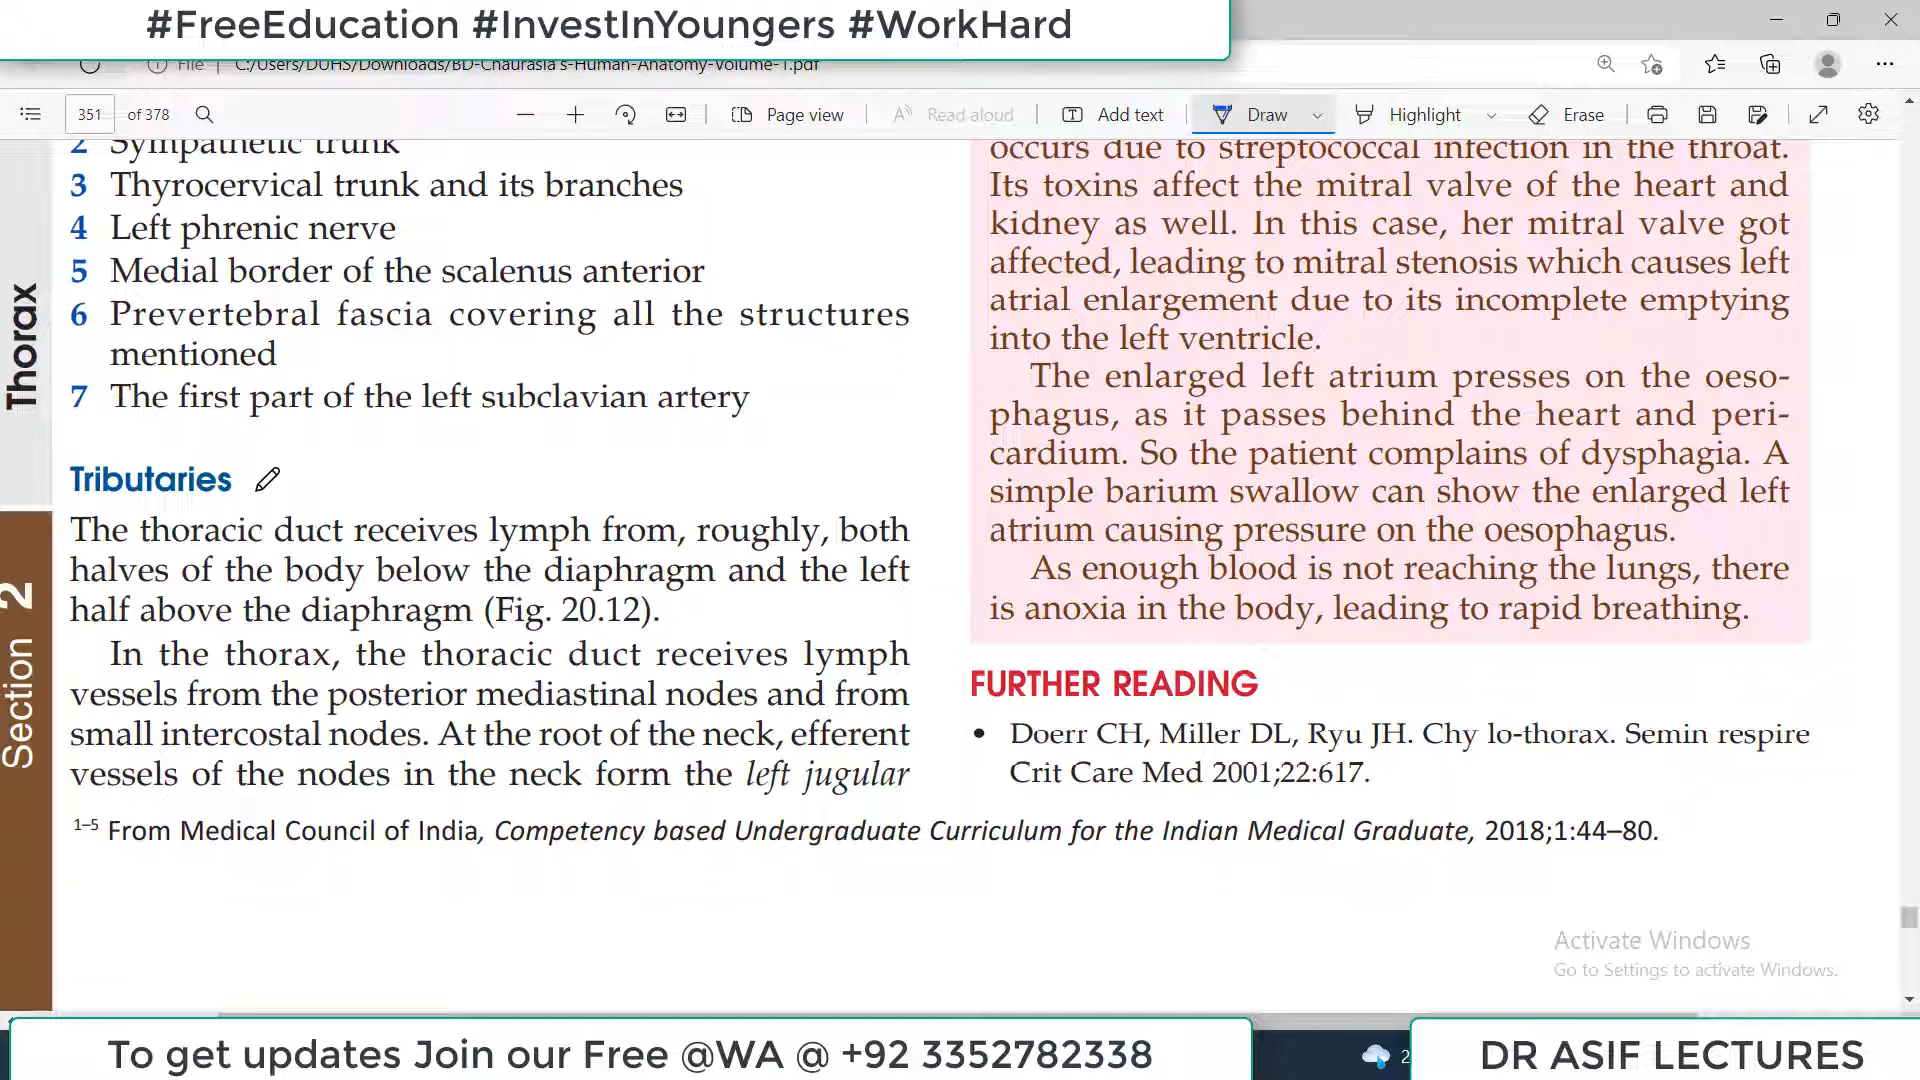 #FreeEducation #InvestInYoungers #WorkHard
File | C:/Users/DUHS/Downloads/BD-Chaurasia s-Human-Anatomy-Volume-1.pdf
351 of 378
Page view
Read aloud
Add text
Draw
Highlight
Erase
Thorax
Section 2
2 Sympathetic trunk
3 Thyrocervical trunk and its branches
4 Left phrenic nerve
5 Medial border of the scalenus anterior
6 Prevertebral fascia covering all the structures
mentioned
7 The first part of the left subclavian artery
Tributaries
The thoracic duct receives lymph from, roughly, both
halves of the body below the diaphragm and the left
half above the diaphragm (Fig. 20.12).
In the thorax, the thoracic duct receives lymph
vessels from the posterior mediastinal nodes and from
small intercostal nodes. At the root of the neck, efferent
vessels of the nodes in the neck form the left jugular
occurs due to streptococcal infection in the throat.
Its toxins affect the mitral valve of the heart and
kidney as well. In this case, her mitral valve got
affected, leading to mitral stenosis which causes left
atrial enlargement due to its incomplete emptying
into the left ventricle.
The enlarged left atrium presses on the oeso-
phagus, as it passes behind the heart and peri-
cardium. So the patient complains of dysphagia. A
simple barium swallow can show the enlarged left
atrium causing pressure on the oesophagus.
As enough blood is not reaching the lungs, there
is anoxia in the body, leading to rapid breathing.
FURTHER READING
• Doerr CH, Miller DL, Ryu JH. Chy lo-thorax. Semin respire
Crit Care Med 2001;22:617.
1–5 From Medical Council of India, Competency based Undergraduate Curriculum for the Indian Medical Graduate, 2018;1:44–80.
Activate Windows
Go to Settings to activate Windows.
To get updates Join our Free @WA @ +92 3352782338
2
DR ASIF LECTURES